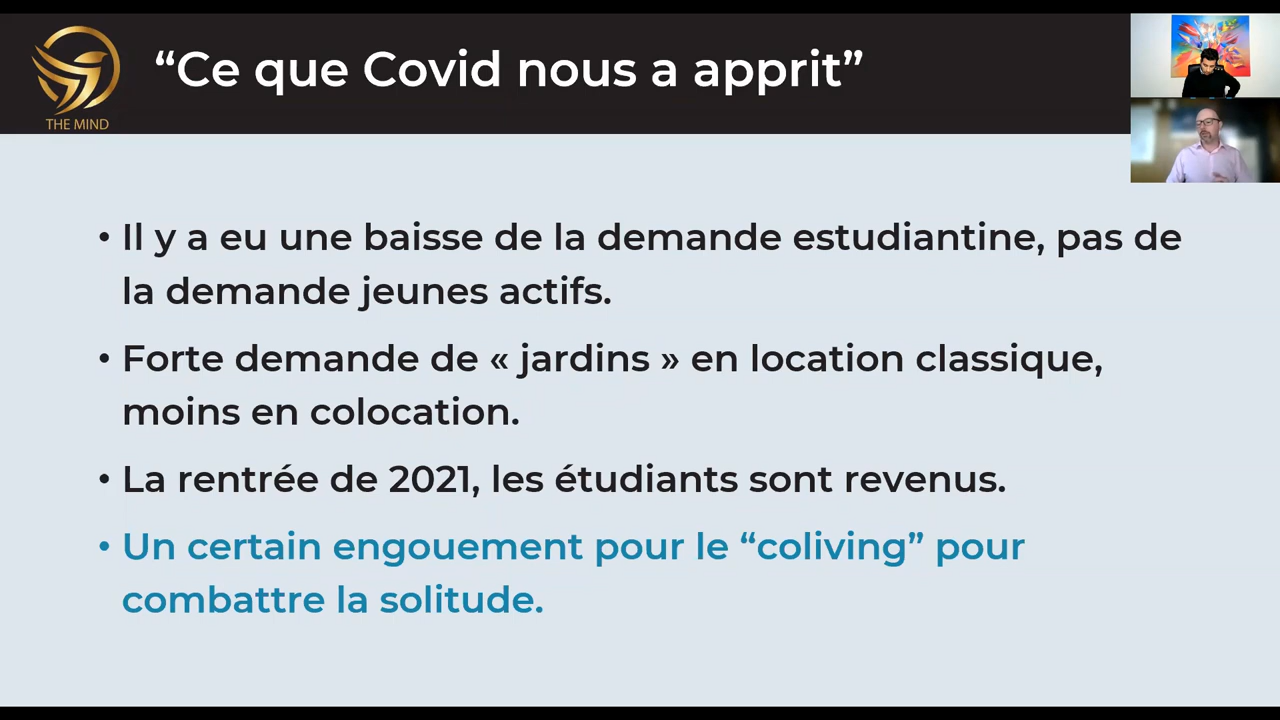 “Ce que Covid nous a apprit”
THE MIND
• Il y a eu une baisse de la demande estudiantine, pas de
la demande jeunes actifs.
• Forte demande de « jardins » en location classique,
moins en colocation.
• La rentrée de 2021, les étudiants sont revenus.
• Un certain engouement pour le “coliving” pour
combattre la solitude.